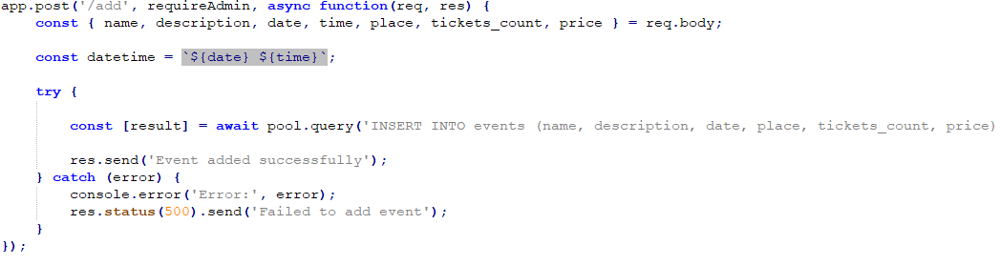 app.post('/add', requireAdmin, async function(req, res) {
    const { name, description, date, time, place, tickets_count, price } = req.body;
    const datetime = `${date} ${time}`;
    try {
        const [result] = await pool.query('INSERT INTO events (name, description, date, place, tickets_count, price)
        res.send('Event added successfully');
    } catch (error) {
        console.error('Error:', error);
        res.status(500).send('Failed to add event');
    }
});